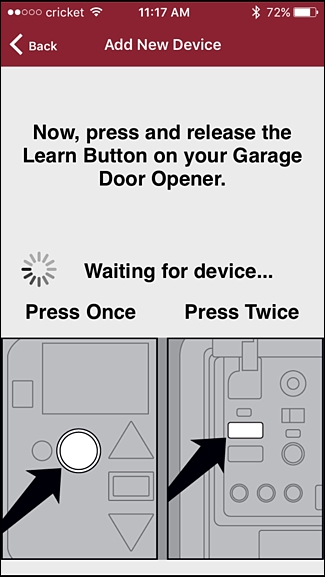 cricket 11:17 AM 72%
Back Add New Device
Now, press and release the
Learn Button on your Garage
Door Opener.
Waiting for device...
Press Once Press Twice